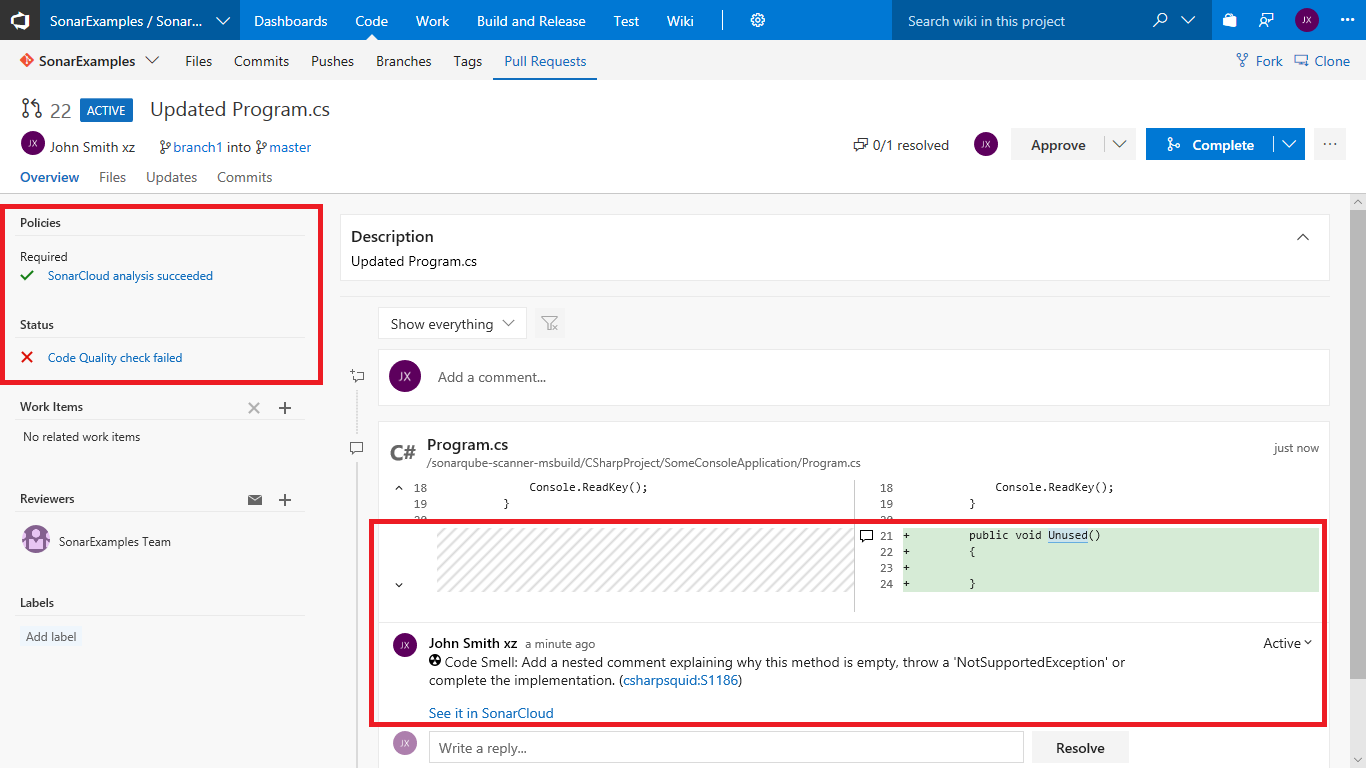 SonarExamples / Sonar... Dashboards Code Work Build and Release Test Wiki Search wiki in this project JX
SonarExamples Files Commits Pushes Branches Tags Pull Requests Fork Clone
22 ACTIVE Updated Program.cs
JX John Smith xz branch1 into master 0/1 resolved JX Approve Complete ...
Overview Files Updates Commits
Policies
Required
SonarCloud analysis succeeded
Status
Code Quality check failed
Work Items
No related work items
Reviewers
SonarExamples Team
Labels
Add label
Description
Updated Program.cs
Show everything
JX Add a comment...
C# Program.cs just now
/sonarqube-scanner-msbuild/CSharpProject/SomeConsoleApplication/Program.cs
18 Console.ReadKey(); 18 Console.ReadKey();
19 } 19 }
20 20
21 + public void Unused()
22 + {
23 +
24 + }
JX John Smith xz a minute ago Active
Code Smell: Add a nested comment explaining why this method is empty, throw a 'NotSupportedException' or
complete the implementation. (csharpsquid:S1186)
See it in SonarCloud
JX Write a reply... Resolve